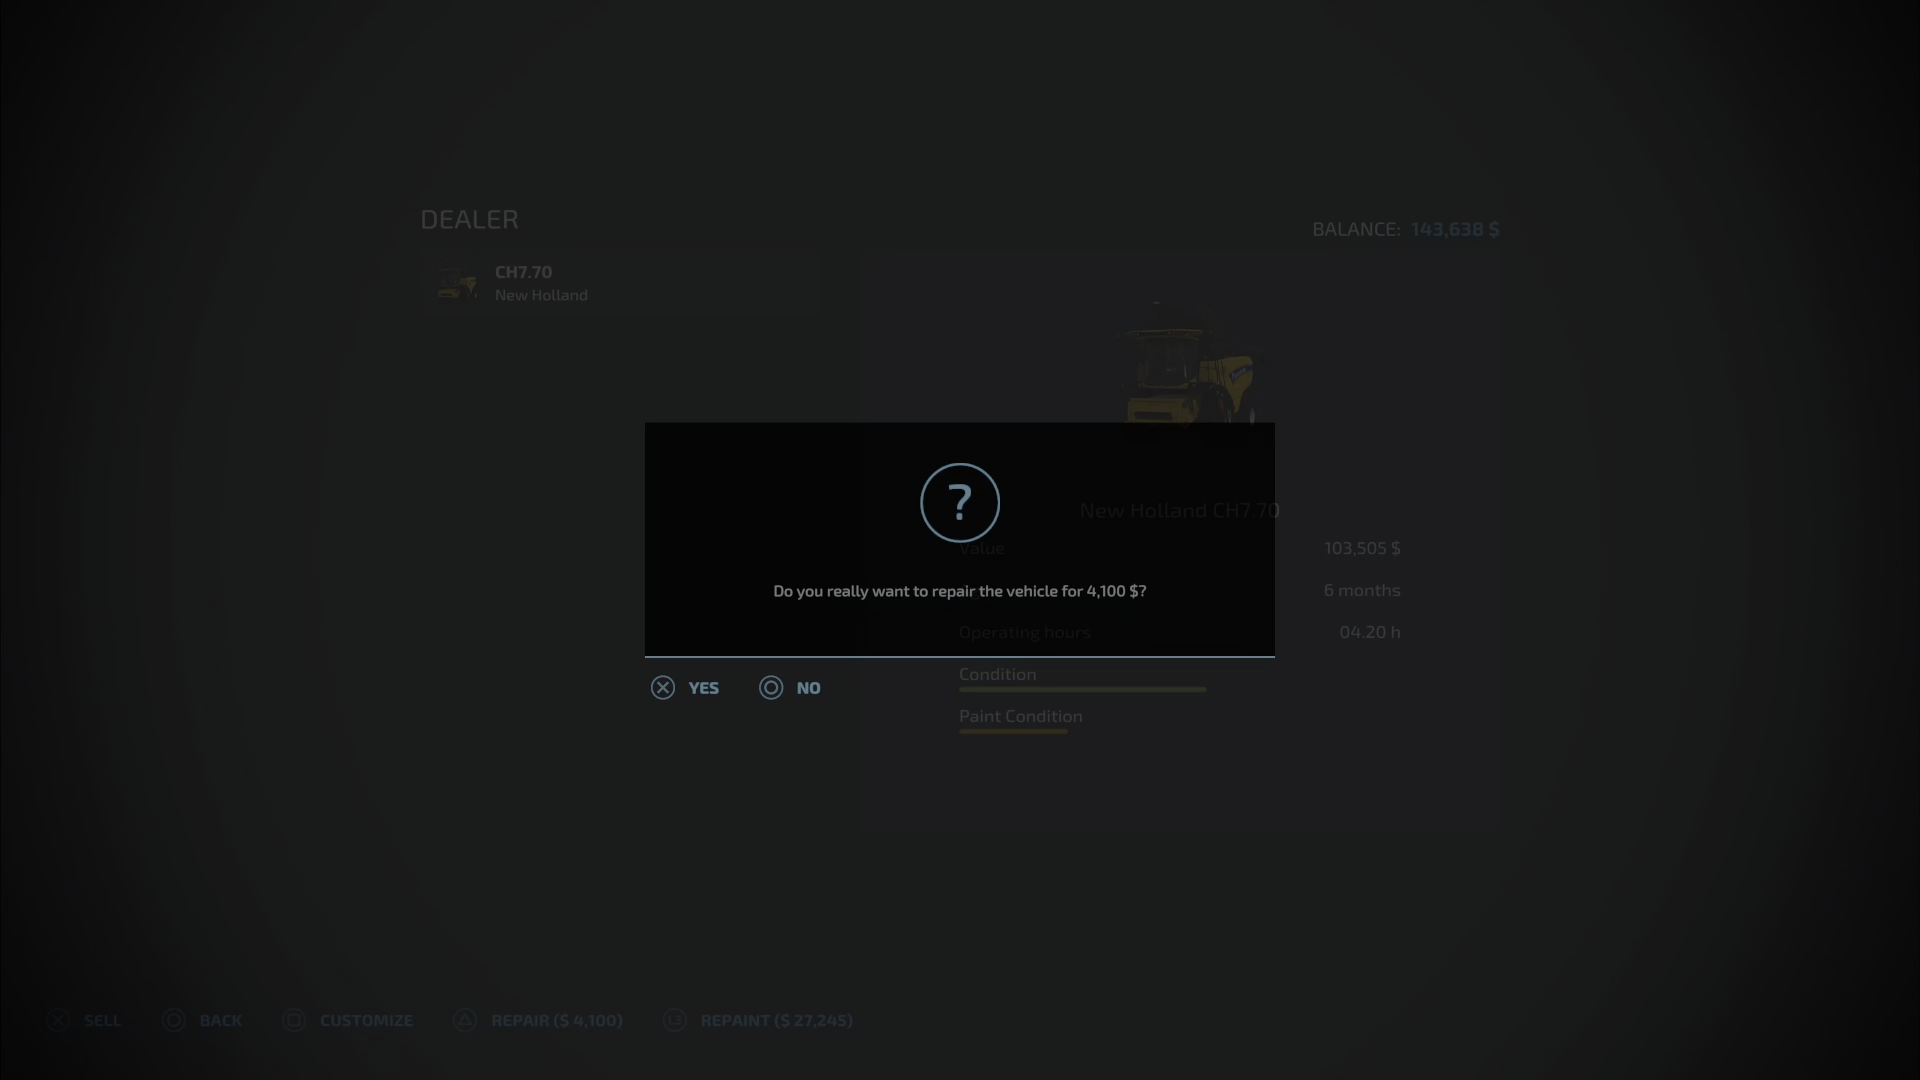 DEALER
BALANCE: 143,638 $
CH7.70
New Holland
?
New Holland CH7.70
Value 103,505 $
Do you really want to repair the vehicle for 4,100 $?
6 months
Operating hours 04.20 h
Condition
YES NO
Paint Condition
SELL BACK CUSTOMIZE REPAIR ($ 4,100) L3 REPAINT ($ 27,245)